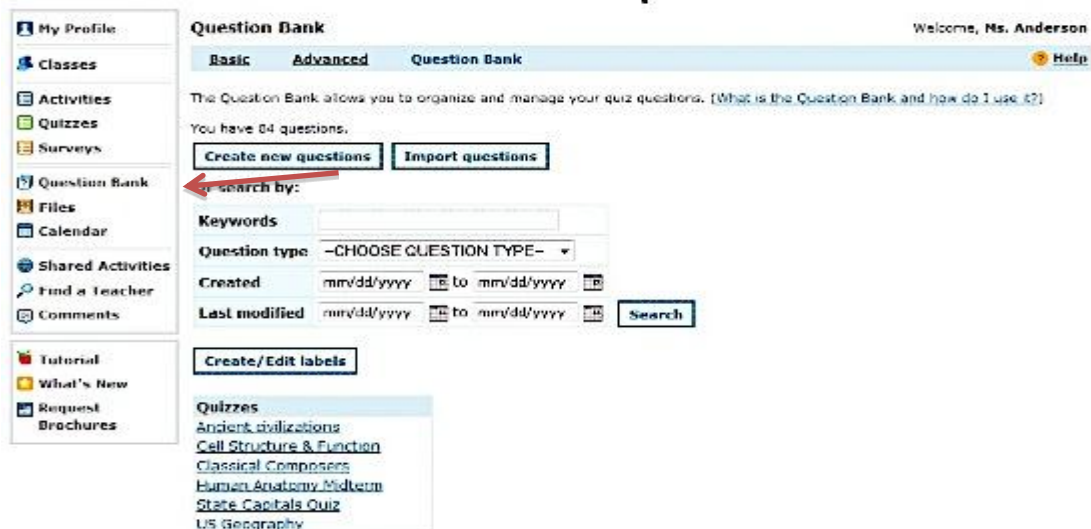 My Profile
Classes
Activities
Quizzes
Surveys
Question Bank
Files
Calendar
Shared Activities
Find a Teacher
Comments
Tutorial
What's New
Request
Brochures
Question Bank
Welcome, Ms. Anderson
Basic Advanced Question Bank
Help
The Question Bank allows you to organize and manage your quiz questions. (What is the Question Bank and how do I use it?)
You have 84 questions.
Create new questions Import questions
Or search by:
Keywords
Question type -CHOOSE QUESTION TYPE-
Created mm/dd/yyyy to mm/dd/yyyy
Last modified mm/dd/yyyy to mm/dd/yyyy Search
Create/Edit labels
Quizzes
Ancient civilizations
Cell Structure & Function
Classical Composers
Human Anatomy Midterm
State Capitals Quiz
US Geography